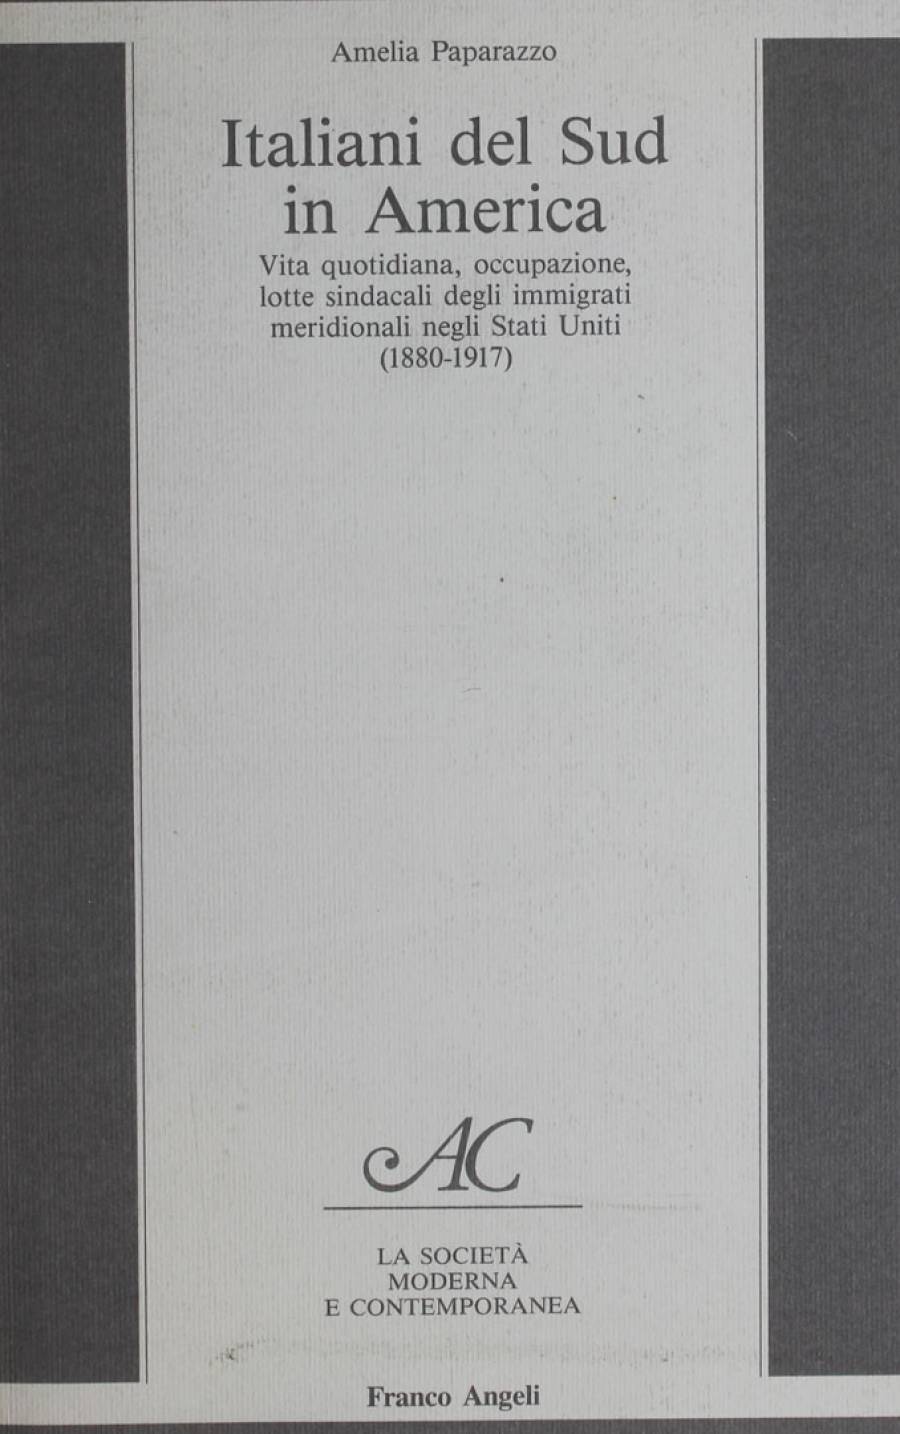 Amelia Paparazzo
Italiani del Sud
in America
Vita quotidiana, occupazione,
lotte sindacali degli immigrati
meridionali negli Stati Uniti
(1880-1917)
AC
LA SOCIETÀ
MODERNA
E CONTEMPORANEA
Franco Angeli